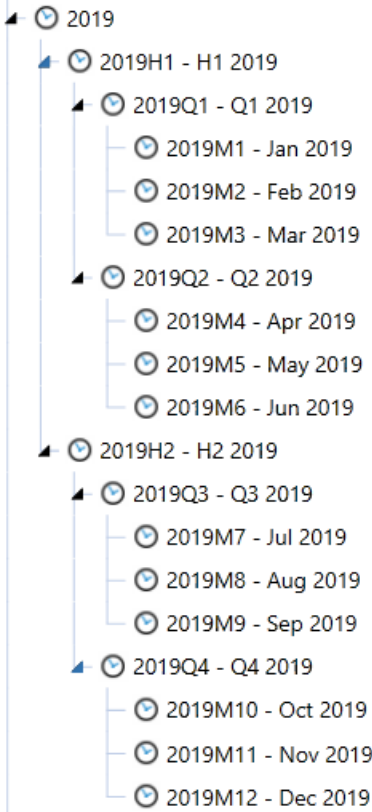 2019
2019H1 - H1 2019
2019Q1 - Q1 2019
2019M1 - Jan 2019
2019M2 - Feb 2019
2019M3 - Mar 2019
2019Q2 - Q2 2019
2019M4 - Apr 2019
2019M5 - May 2019
2019M6 - Jun 2019
2019H2 - H2 2019
2019Q3 - Q3 2019
2019M7 - Jul 2019
2019M8 - Aug 2019
2019M9 - Sep 2019
2019Q4 - Q4 2019
2019M10 - Oct 2019
2019M11 - Nov 2019
2019M12 - Dec 2019